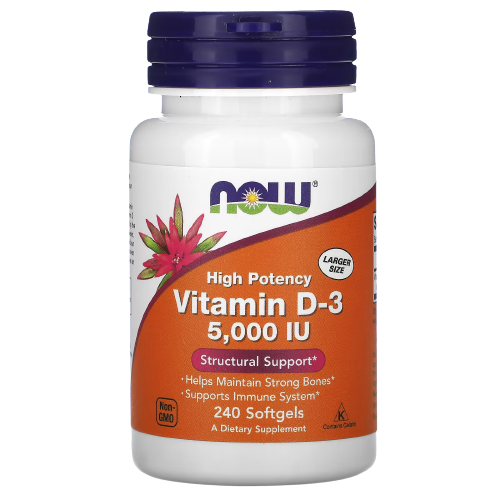 NOW®
LARGER
SIZE
High Potency
Vitamin D-3
5,000 IU
Structural Support*
• Helps Maintain Strong Bones*
• Supports Immune System*
240 Softgels
A Dietary Supplement
Non-
GMO
K